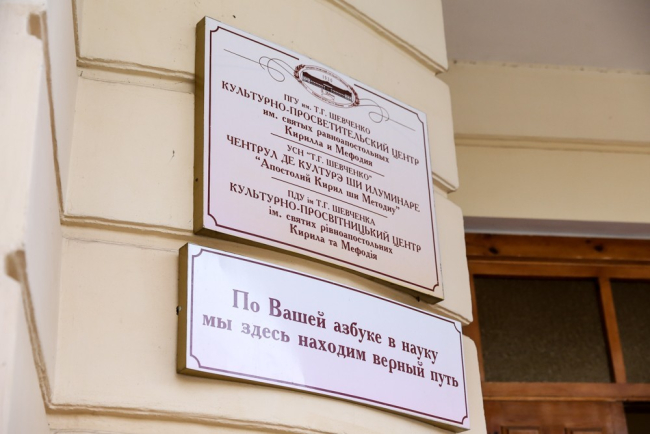 ПГУ им. Т.Г. ШЕВЧЕНКО
КУЛЬТУРНО-ПРОСВЕТИТЕЛЬСКИЙ ЦЕНТР
им. святых равноапостольных
Кирилла и Мефодия
УСН "Т.Г. ШЕВЧЕНКО"
ЧЕНТРУЛ ДЕ КУЛТУРЭ ШИ ИЛУМИНАРЕ
"Апостолий Кирил ши Методиу"
ПДУ ім Т.Г. ШЕВЧЕНКА
КУЛЬТУРНО-ПРОСВІТНИЦЬКИЙ ЦЕНТР
ім. святих рівноапостольних
Кирила та Мефодія
По Вашей азбуке в науку
мы здесь находим верный путь